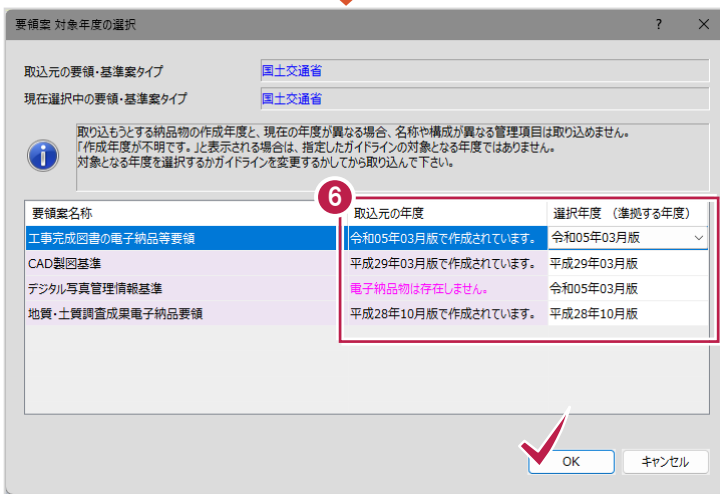 要領案 対象年度の選択 ? ×
取込元の要領・基準案タイプ 国土交通省
現在選択中の要領・基準案タイプ 国土交通省
取り込もうとする納品物の作成年度と、現在の年度が異なる場合、名称や構成が異なる管理項目は取り込めません。
「作成年度が不明です。」と表示される場合は、指定したガイドラインの対象となる年度ではありません。
対象となる年度を選択するかガイドラインを変更するかしてから取り込んで下さい。
6
要領案名称 取込元の年度 選択年度 （準拠する年度）
工事完成図書の電子納品等要領 令和05年03月版で作成されています。 令和05年03月版
CAD製図基準 平成29年03月版で作成されています。 平成29年03月版
デジタル写真管理情報基準 電子納品物は存在しません。 令和05年03月版
地質・土質調査成果電子納品要領 平成28年10月版で作成されています。 平成28年10月版
OK キャンセル